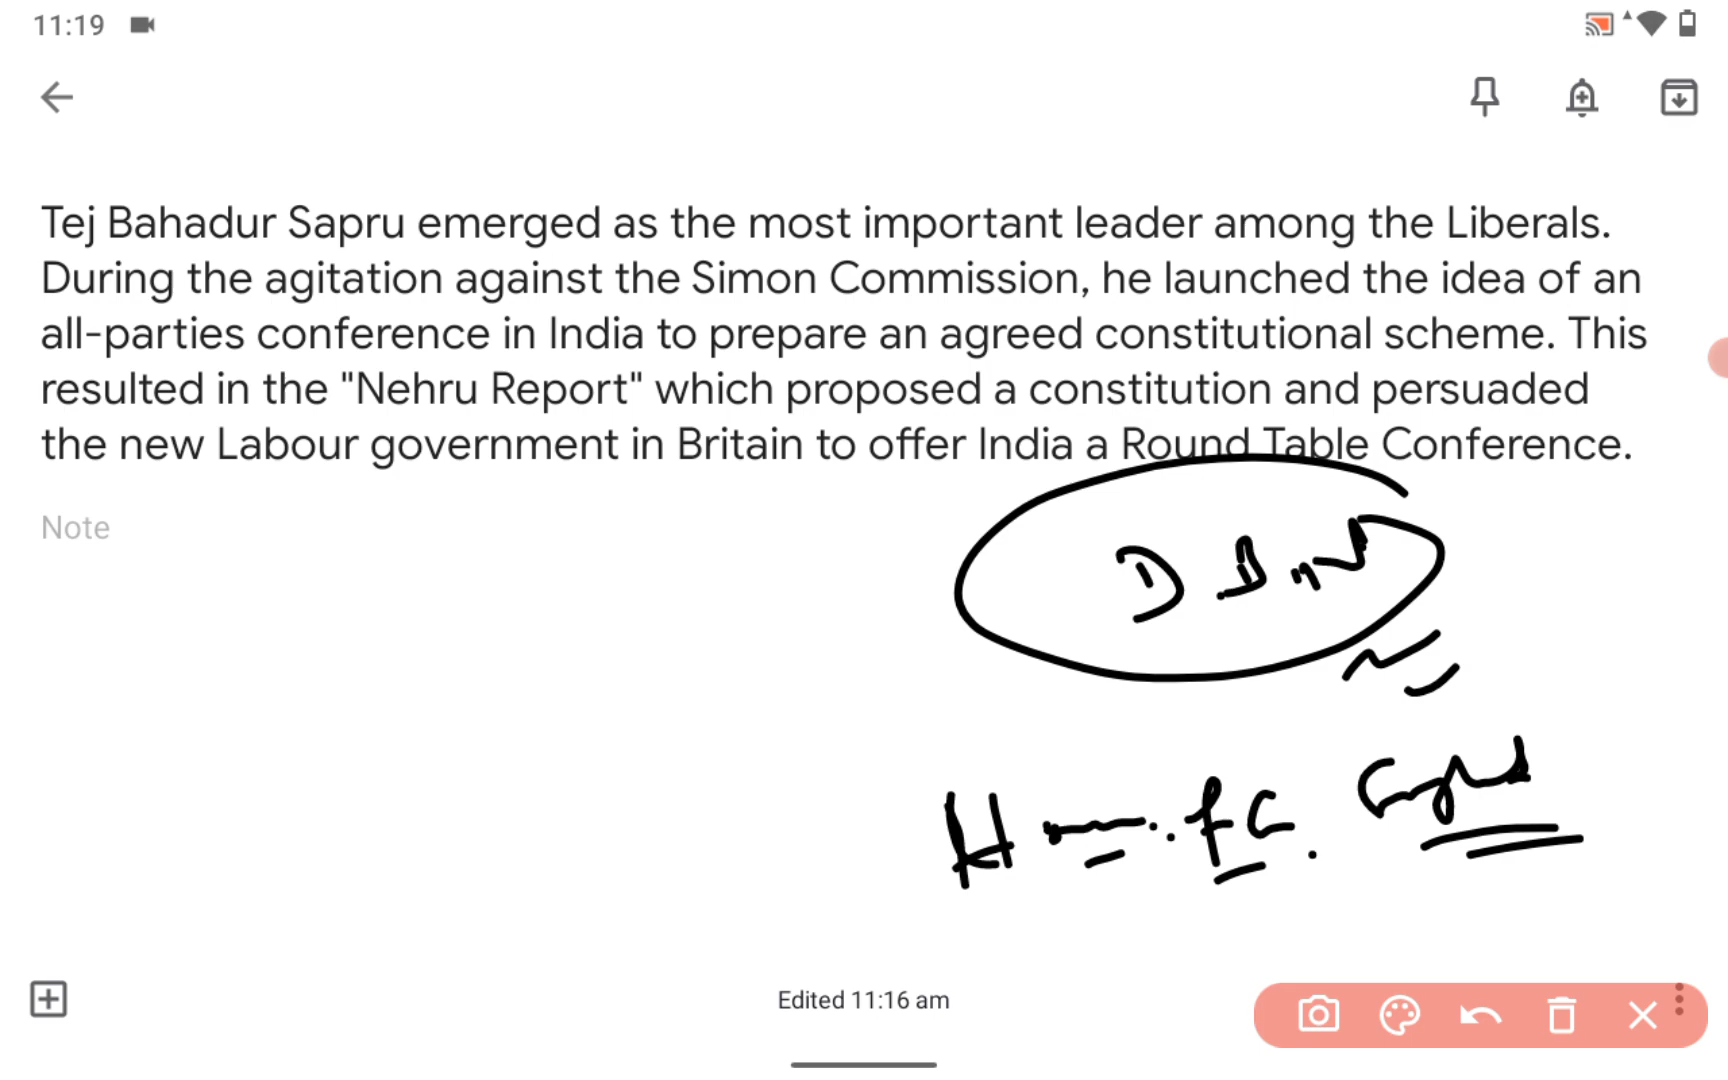 11:19
Tej Bahadur Sapru emerged as the most important leader among the Liberals.
During the agitation against the Simon Commission, he launched the idea of an
all-parties conference in India to prepare an agreed constitutional scheme. This
resulted in the "Nehru Report" which proposed a constitution and persuaded
the new Labour government in Britain to offer India a Round Table Conference.
Note
Edited 11:16 am